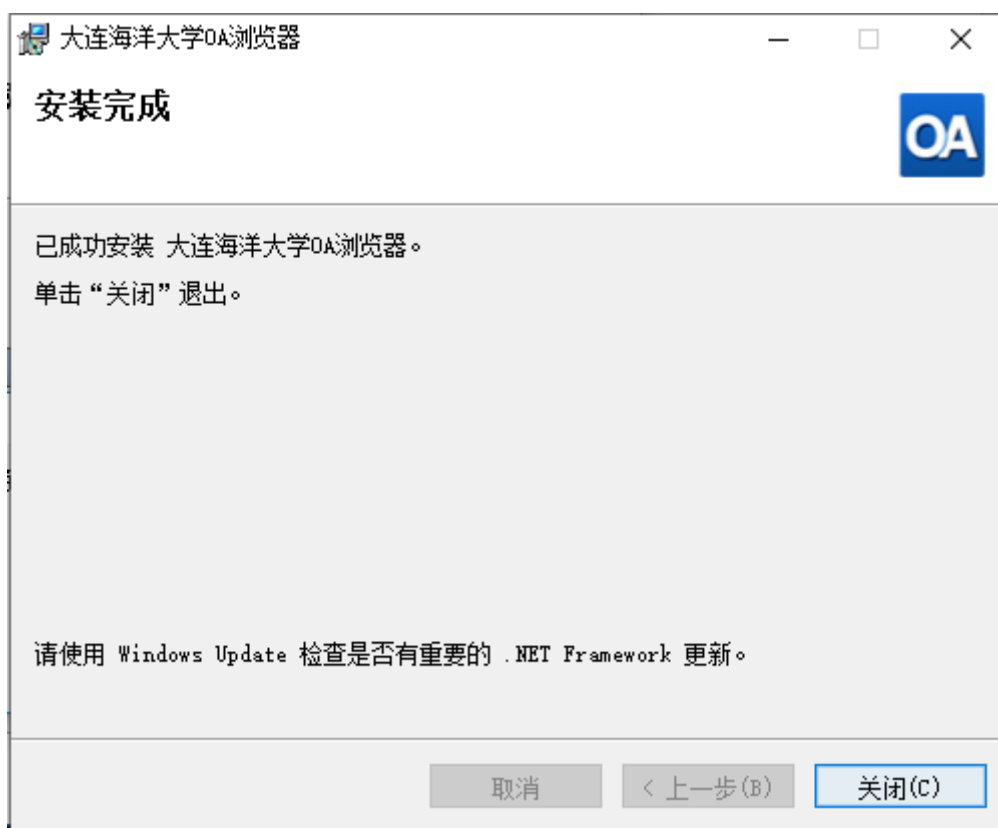 大连海洋大学OA浏览器
安装完成
OA
已成功安装 大连海洋大学OA浏览器。
单击“关闭”退出。
请使用 Windows Update 检查是否有重要的 .NET Framework 更新。
取消
< 上一步(B)
关闭(C)